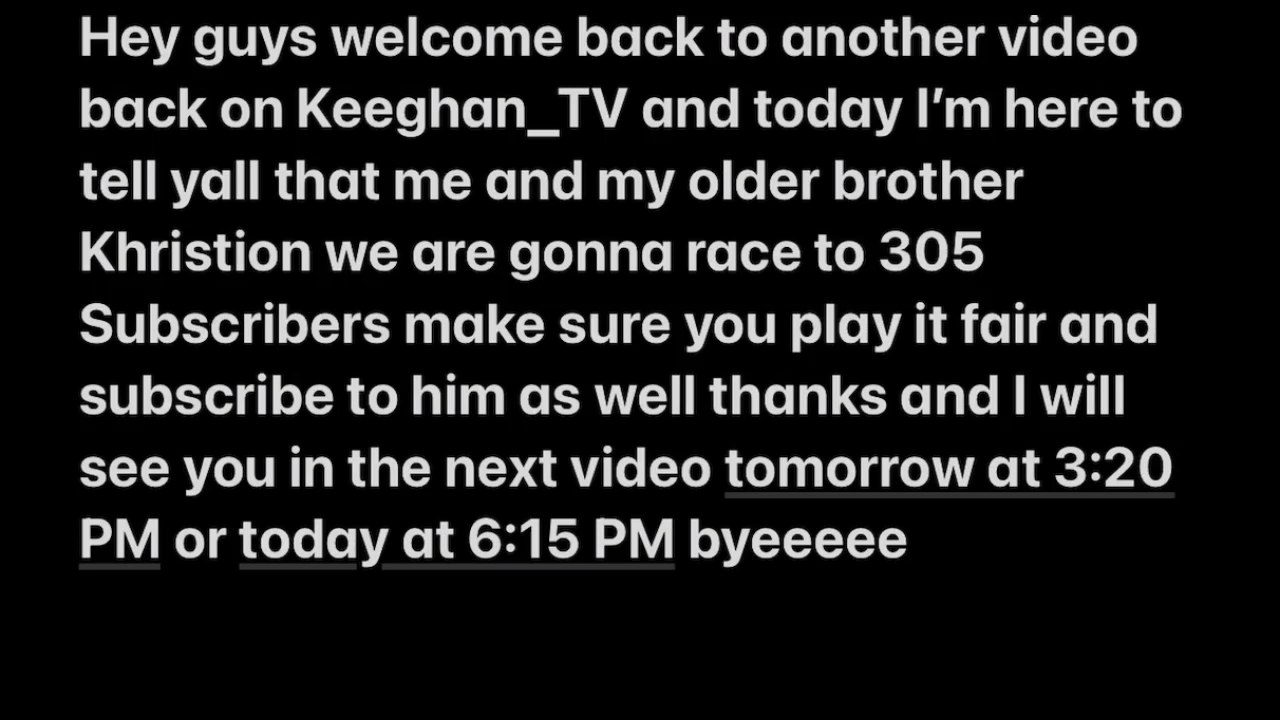 Hey guys welcome back to another video
back on Keeghan_TV and today I’m here to
tell yall that me and my older brother
Khristion we are gonna race to 305
Subscribers make sure you play it fair and
subscribe to him as well thanks and I will
see you in the next video tomorrow at 3:20
PM or today at 6:15 PM byeeeee